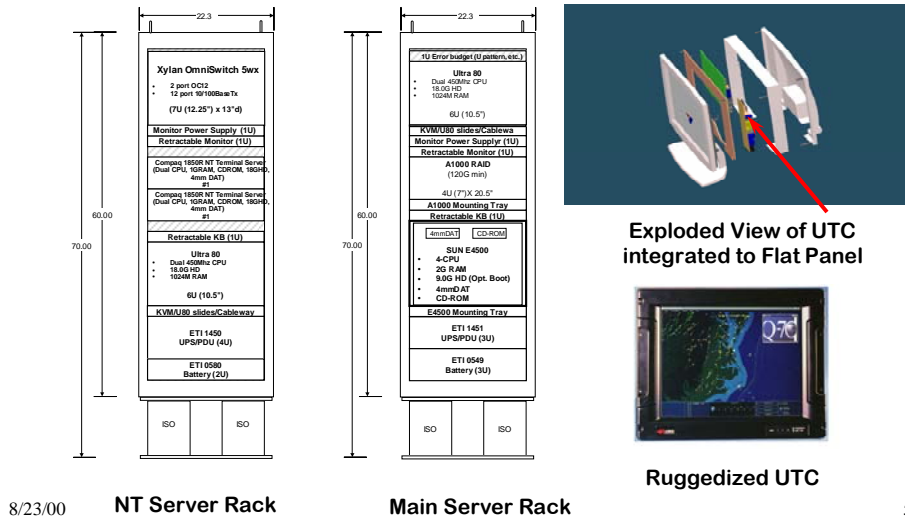 22.3
70.00
60.00
Xylan OmniSwitch 5wx
• 2 port OC12
• 12 port 10/100BaseTx
(7U (12.25") x 13"d)
Monitor Power Supply (1U)
Retractable Monitor (1U)
Compaq 1850R NT Terminal Server
(Dual CPU, 1GRAM, CDROM, 18GHD,
4mm DAT)
#1
Compaq 1850R NT Terminal Server
(Dual CPU, 1GRAM, CDROM, 18GHD,
4mm DAT)
#1
Retractable KB (1U)
Ultra 80
• Dual 450Mhz CPU
• 18.0G HD
• 1024M RAM
6U (10.5")
KVM/U80 slides/Cableway
ETI 1450
UPS/PDU (4U)
ETI 0580
Battery (2U)
ISO
ISO
NT Server Rack
22.3
60.00
70.00
1U Error budget (U pattern, etc.)
Ultra 80
• Dual 450Mhz CPU
• 18.0G HD
• 1024M RAM
6U (10.5")
KVM/U80 slides/Cablewa
Monitor Power Supplyr (1U)
Retractable Monitor (1U)
A1000 RAID
(120G min)
4U (7")X 20.5"
A1000 Mounting Tray
Retractable KB (1U)
4mmDAT
CD-ROM
SUN E4500
• 4-CPU
• 2G RAM
• 9.0G HD (Opt. Boot)
• 4mmDAT
• CD-ROM
E4500 Mounting Tray
ETI 1451
UPS/PDU (3U)
ETI 0549
Battery (3U)
ISO
ISO
Main Server Rack
Exploded View of UTC
integrated to Flat Panel
Q-70
Ruggedized UTC
8/23/00